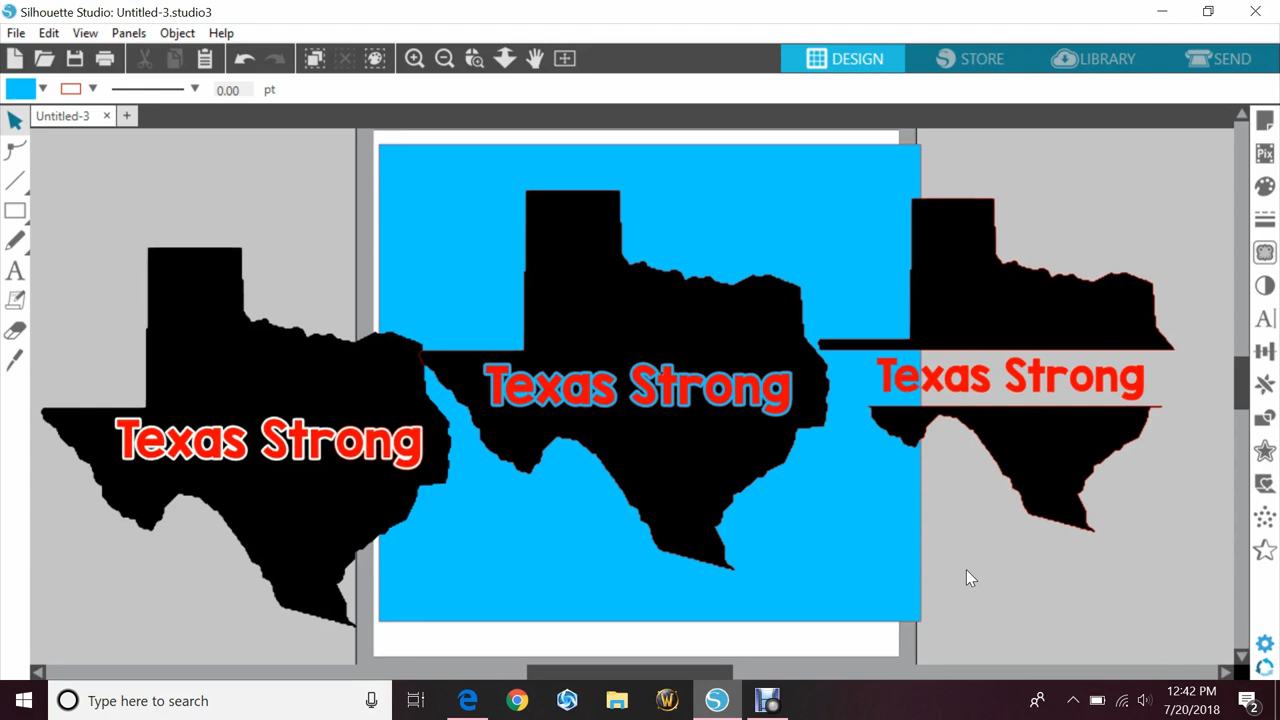 Silhouette Studio: Untitled-3.studio3
File Edit View Panels Object Help
DESIGN STORE LIBRARY SEND
0.00 pt
Untitled-3 × +
Pix
A
A
Texas Strong
Texas Strong
Texas Strong
Type here to search
W
12:42 PM
7/20/2018
2